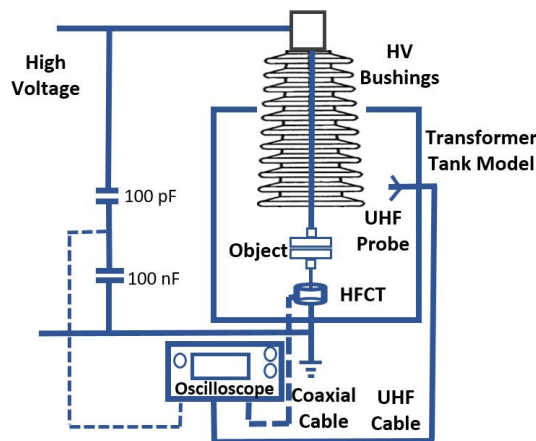 High
Voltage
HV
Bushings
Transformer
Tank Model
100 pF
UHF
Probe
Object
100 nF
HFCT
Oscilloscope
Coaxial
Cable
UHF
Cable